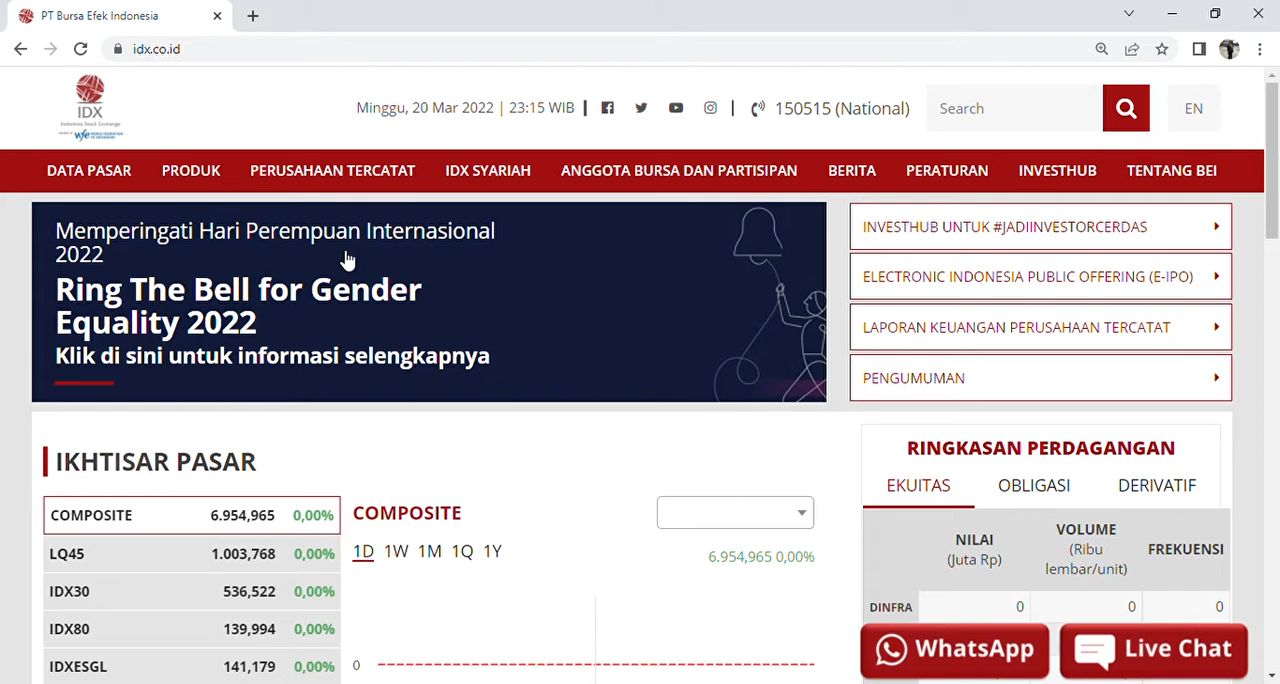 PT Bursa Efek Indonesia
idx.co.id
IDX
Indonesia Stock Exchange
Minggu, 20 Mar 2022 | 23:15 WIB
150515 (National)
Search
EN
DATA PASAR
PRODUK
PERUSAHAAN TERCATAT
IDX SYARIAH
ANGGOTA BURSA DAN PARTISIPAN
BERITA
PERATURAN
INVESTHUB
TENTANG BEI
Memperingati Hari Perempuan Internasional
2022
Ring The Bell for Gender
Equality 2022
Klik di sini untuk informasi selengkapnya
INVESTHUB UNTUK #JADIINVESTORCERDAS
ELECTRONIC INDONESIA PUBLIC OFFERING (E-IPO)
LAPORAN KEUANGAN PERUSAHAAN TERCATAT
PENGUMUMAN
IKHTISAR PASAR
COMPOSITE 6.954,965 0,00%
LQ45 1.003,768 0,00%
IDX30 536,522 0,00%
IDX80 139,994 0,00%
IDXESGL 141,179 0,00%
COMPOSITE
1D 1W 1M 1Q 1Y
6.954,965 0,00%
0
RINGKASAN PERDAGANGAN
EKUITAS
OBLIGASI
DERIVATIF
NILAI
(Juta Rp)
VOLUME
(Ribu
lembar/unit)
FREKUENSI
DINFRA 0 0 0
WhatsApp
Live Chat